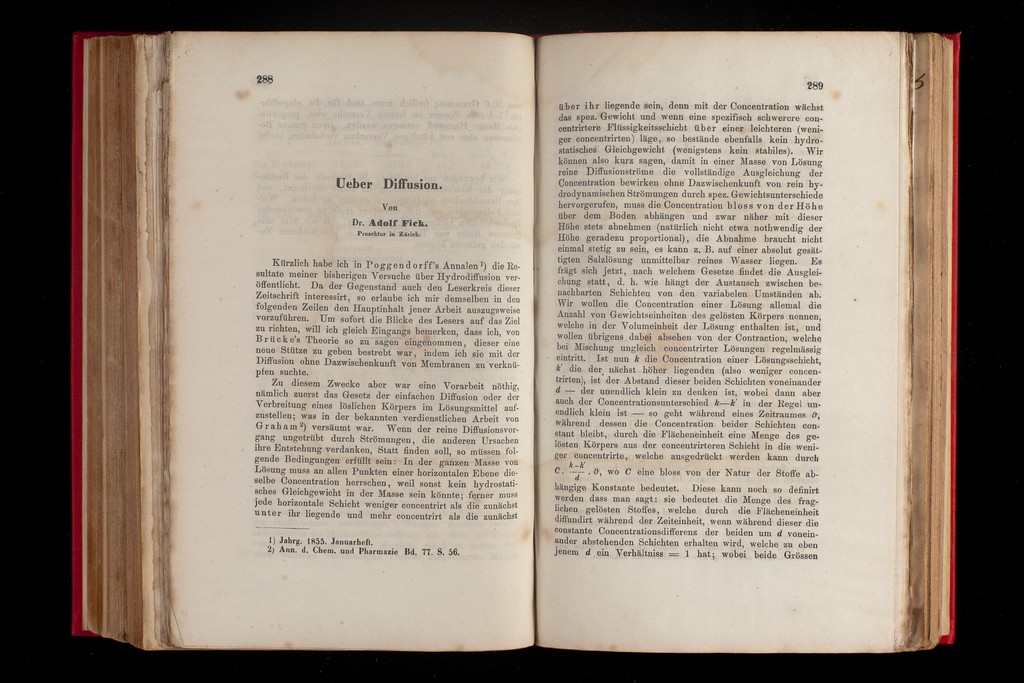 288
Ueber Diffusion.
Von
Dr. Adolf Fick.
Prosektor in Zürich.
Kürzlich habe ich in Poggendorff's Annalen 1) die Re-
sultate meiner bisherigen Versuche über Hydrodiffusion ver-
öffentlicht. Da der Gegenstand auch den Leserkreis dieser
Zeitschrift interessirt, so erlaube ich mir demselben in den
folgenden Zeilen den Hauptinhalt jener Arbeit auszugsweise
vorzuführen. Um sofort die Blicke des Lesers auf das Ziel
zu richten, will ich gleich Eingangs bemerken, dass ich, von
Brücke's Theorie so zu sagen eingenommen, dieser eine
neue Stütze zu geben bestrebt war, indem ich sie mit der
Diffusion ohne Dazwischenkunft von Membranen zu verknü-
pfen suchte.
Zu diesem Zwecke aber war eine Vorarbeit nöthig,
nämlich zuerst das Gesetz der einfachen Diffusion oder der
Verbreitung eines löslichen Körpers im Lösungsmittel auf-
zustellen; was in der bekannten verdienstlichen Arbeit von
Graham 2) versäumt war. Wenn der reine Diffusionsvor-
gang ungetrübt durch Strömungen, die anderen Ursachen
ihre Entstehung verdanken, Statt finden soll, so müssen fol-
gende Bedingungen erfüllt sein: In der ganzen Masse von
Lösung muss an allen Punkten einer horizontalen Ebene die-
selbe Concentration herrschen, weil sonst kein hydrostati-
sches Gleichgewicht in der Masse sein könnte; ferner muss
jede horizontale Schicht weniger concentrirt als die zunächst
unter ihr liegende und mehr concentrirt als die zunächst
1) Jahrg. 1855. Januarheft.
2) Ann. d. Chem. und Pharmazie Bd. 77. S. 56.
289
über ihr liegende sein, denn mit der Concentration wächst
das spez. Gewicht und wenn eine spezifisch schwerere con-
centrirtere Flüssigkeitsschicht über einer leichteren (weni-
ger concentrirten) läge, so bestände ebenfalls kein hydro-
statisches Gleichgewicht (wenigstens kein stabiles). Wir
können also kurz sagen, damit in einer Masse von Lösung
reine Diffusionströme die vollständige Ausgleichung der
Concentration bewirken ohne Dazwischenkunft von rein hy-
drodynamischen Strömungen durch spez. Gewichtsunterschiede
hervorgerufen, muss die Concentration bloss von der Höhe
über dem Boden abhängen und zwar näher mit dieser
Höhe stets abnehmen (natürlich nicht etwa nothwendig der
Höhe geradezu proportional), die Abnahme braucht nicht
einmal stetig zu sein, es kann z. B. auf einer absolut gesät-
tigten Salzlösung unmittelbar reines Wasser liegen. Es
frägt sich jetzt, nach welchem Gesetze findet die Ausglei-
chung statt, d. h. wie hängt der Austausch zwischen be-
nachbarten Schichten von den variabelen Umständen ab.
Wir wollen die Concentration einer Lösung allemal die
Anzahl von Gewichtseinheiten des gelösten Körpers nennen,
welche in der Volumeinheit der Lösung enthalten ist, und
wollen übrigens dabei absehen von der Contraction, welche
bei Mischung ungleich concentrirter Lösungen regelmässig
eintritt. Ist nun k die Concentration einer Lösungsschicht,
k' die der nächst höher liegenden (also weniger concen-
trirten), ist der Abstand dieser beiden Schichten voneinander
d — der unendlich klein zu denken ist, wobei dann aber
auch der Concentrationsunterschied k—k' in der Regel un-
endlich klein ist — so geht während eines Zeitraumes ϑ,
während dessen die Concentration beider Schichten con-
stant bleibt, durch die Flächeneinheit eine Menge des ge-
lösten Körpers aus der concentrirteren Schicht in die weni-
ger concentrirte, welche ausgedrückt werden kann durch
C. (k-k')/d . ϑ, wo C eine bloss von der Natur der Stoffe ab-
hängige Konstante bedeutet. Diese kann noch so definirt
werden dass man sagt: sie bedeutet die Menge des frag-
lichen gelösten Stoffes, welche durch die Flächeneinheit
diffundirt während der Zeiteinheit, wenn während dieser die
constante Concentrationsdifferenz der beiden um d vonein-
ander abstehenden Schichten erhalten wird, welche zu eben
jenem d ein Verhältniss = 1 hat; wobei beide Grössen